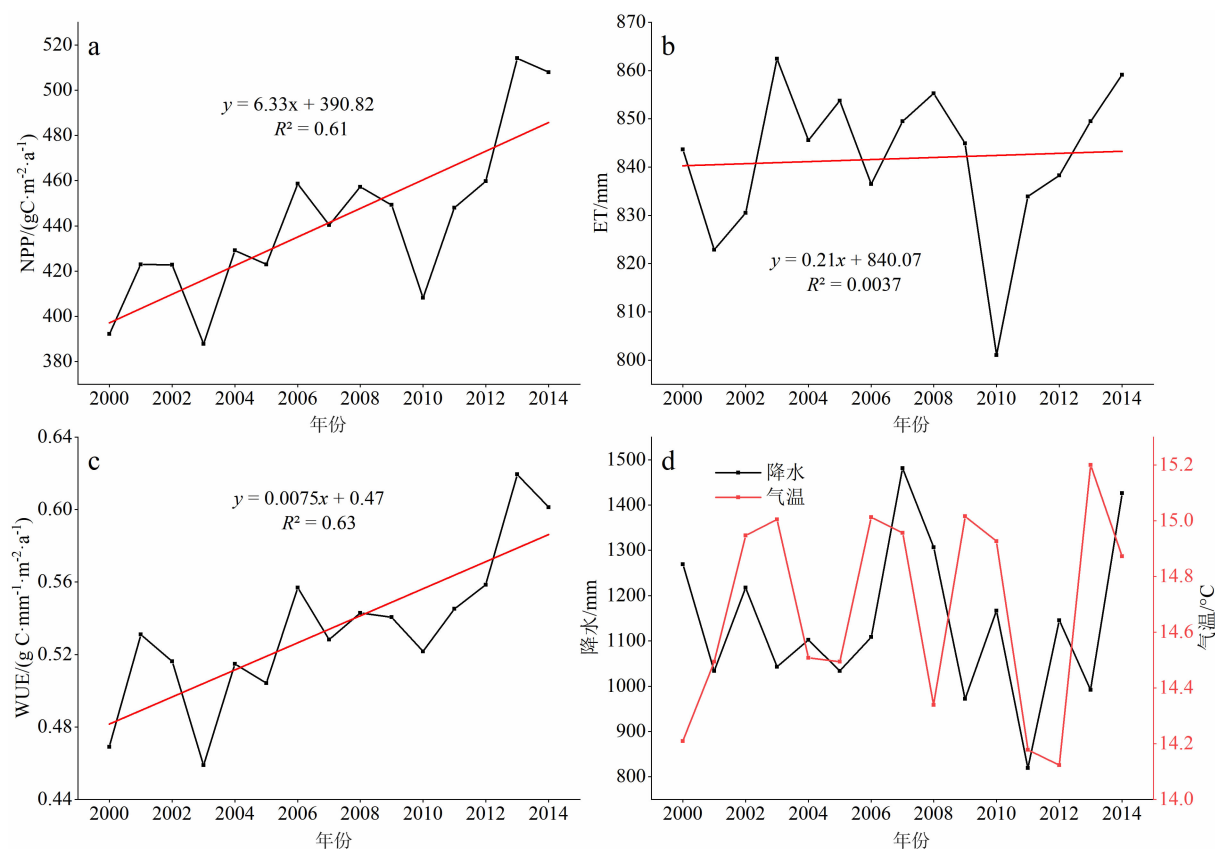 a
y = 6.33x + 390.82
R² = 0.61
NPP/(gC·m⁻²·a⁻¹)
520
500
480
460
440
420
400
380
2000 2002 2004 2006 2008 2010 2012 2014
年份
b
y = 0.21x + 840.07
R² = 0.0037
ET/mm
870
860
850
840
830
820
810
800
2000 2002 2004 2006 2008 2010 2012 2014
年份
c
y = 0.0075x + 0.47
R² = 0.63
WUE/(g C·mm⁻¹·m⁻²·a⁻¹)
0.64
0.60
0.56
0.52
0.48
0.44
2000 2002 2004 2006 2008 2010 2012 2014
年份
d
降水
气温
降水/mm
1500
1400
1300
1200
1100
1000
900
800
2000 2002 2004 2006 2008 2010 2012 2014
年份
15.2
15.0
14.8
14.6
14.4
14.2
14.0
气温/°C